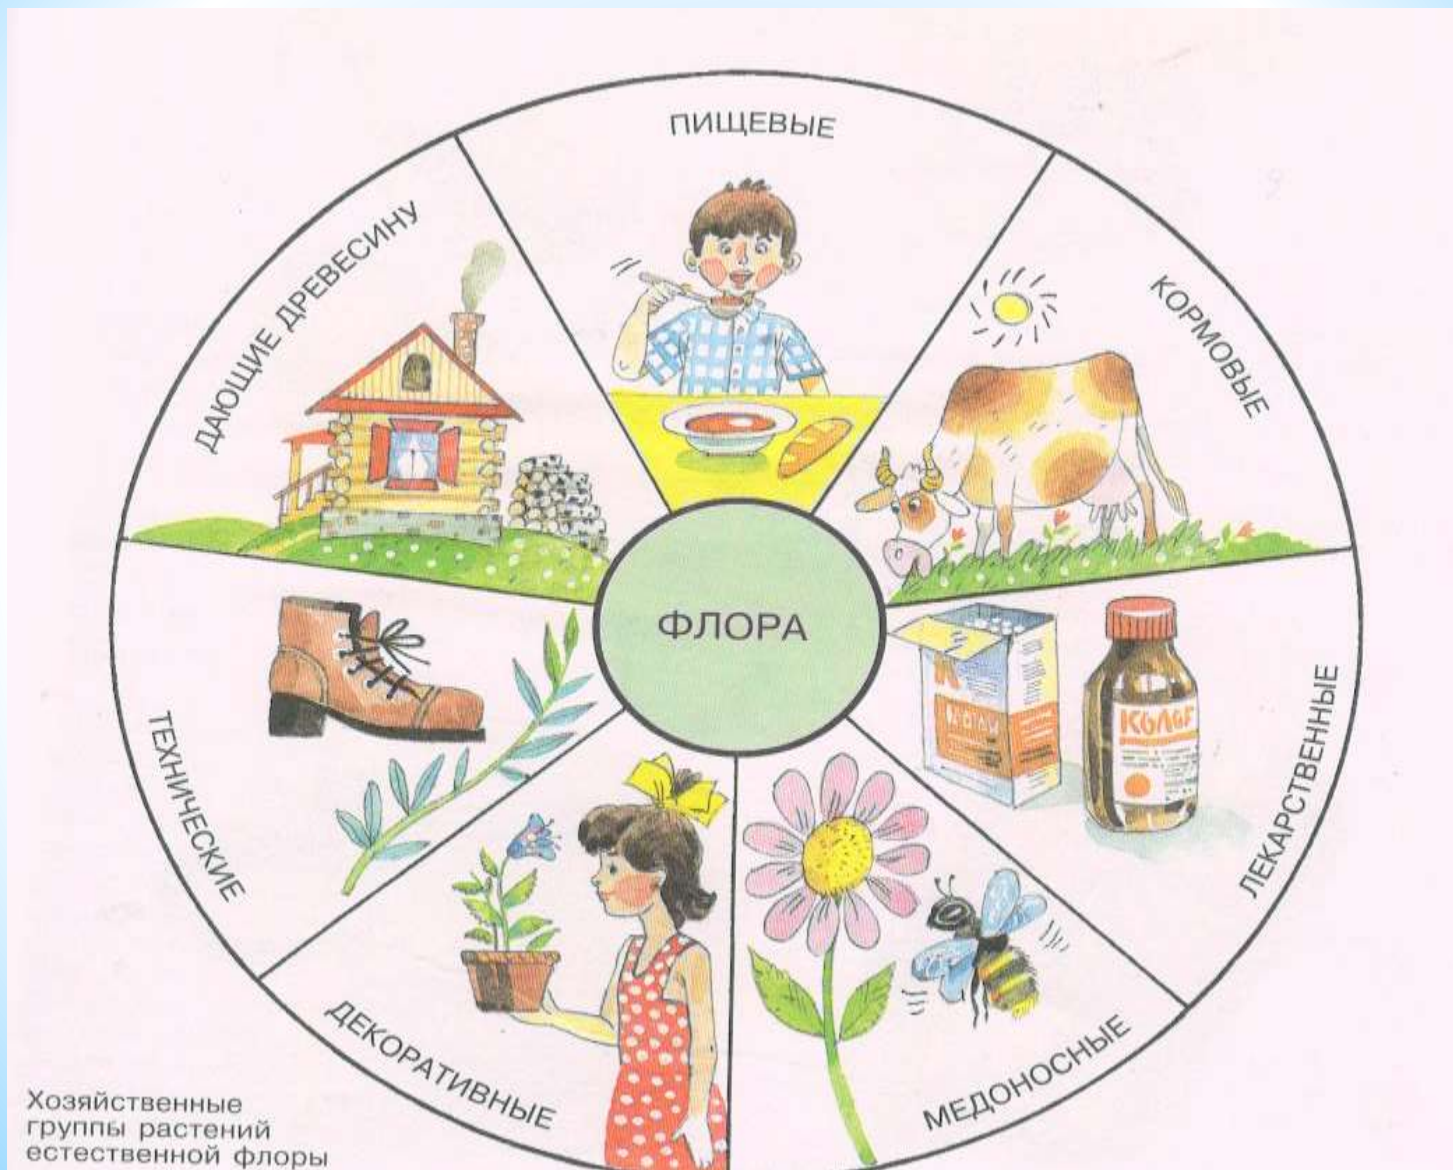 ПИЩЕВЫЕ
КОРМОВЫЕ
ЛЕКАРСТВЕННЫЕ
МЕДОНОСНЫЕ
ДЕКОРАТИВНЫЕ
ТЕХНИЧЕСКИЕ
ДАЮЩИЕ ДРЕВЕСИНУ
ФЛОРА
Хозяйственные
группы растений
естественной флоры